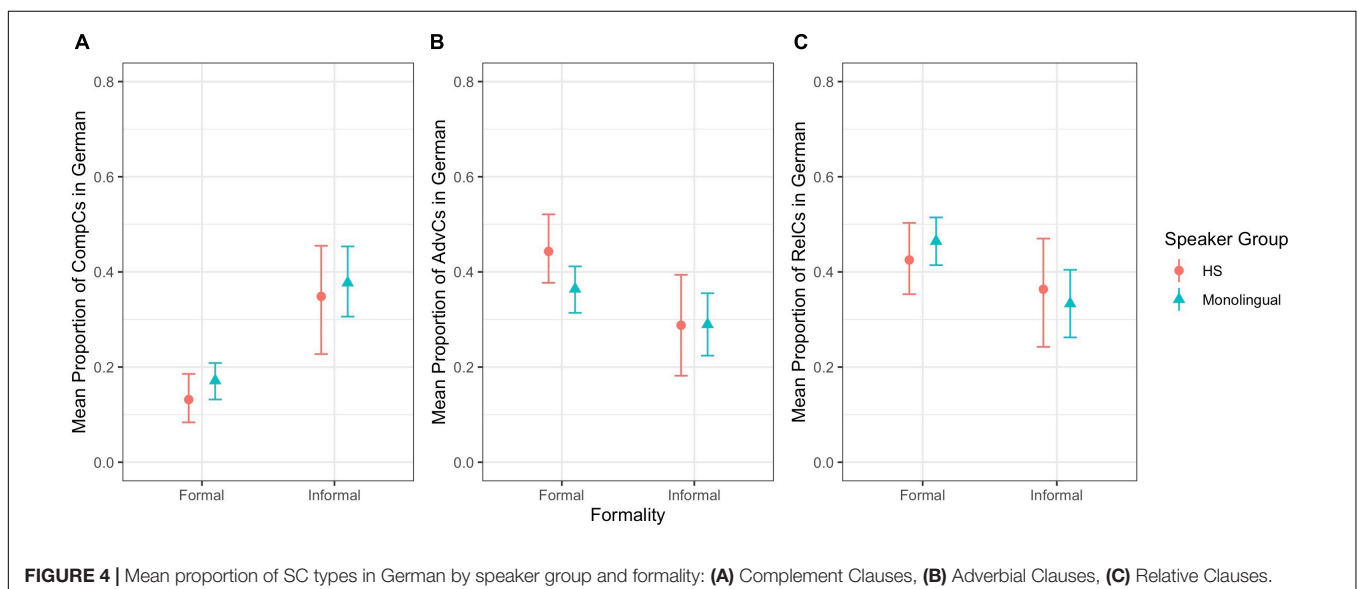 A
B
C
Mean Proportion of CompCs in German
0.8
0.6
0.4
0.2
0.0
Formal
Informal
Mean Proportion of AdvCs in German
0.8
0.6
0.4
0.2
0.0
Formal
Informal
Formality
Mean Proportion of RelCs in German
0.8
0.6
0.4
0.2
0.0
Formal
Informal
Speaker Group
HS
Monolingual
FIGURE 4 | Mean proportion of SC types in German by speaker group and formality: (A) Complement Clauses, (B) Adverbial Clauses, (C) Relative Clauses.